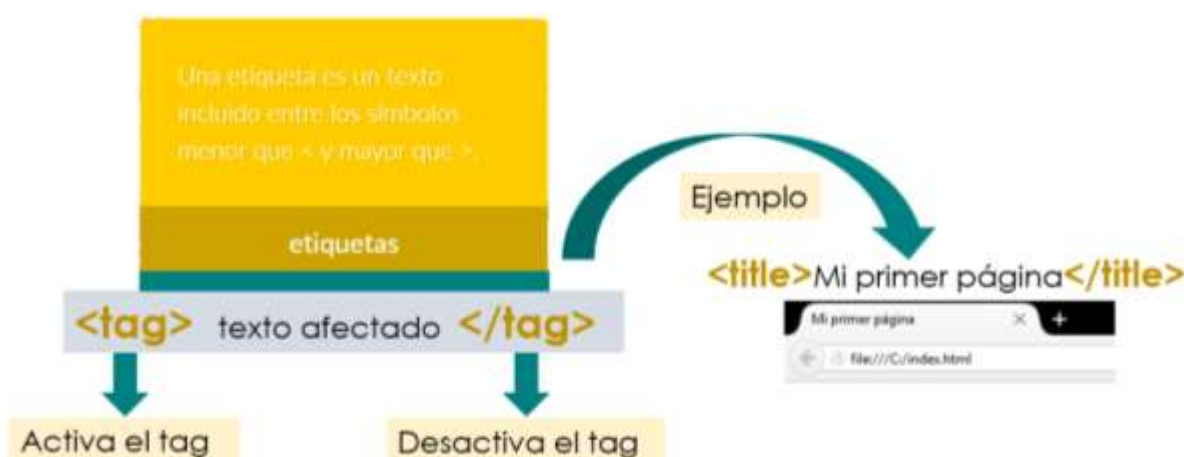 Una etiqueta es un texto
incluido entre los símbolos
menor que < y mayor que >.
etiquetas
<tag> texto afectado </tag>
Activa el tag
Desactiva el tag
Ejemplo
<title>Mi primer página</title>
Mi primer página
file:///C:/index.html